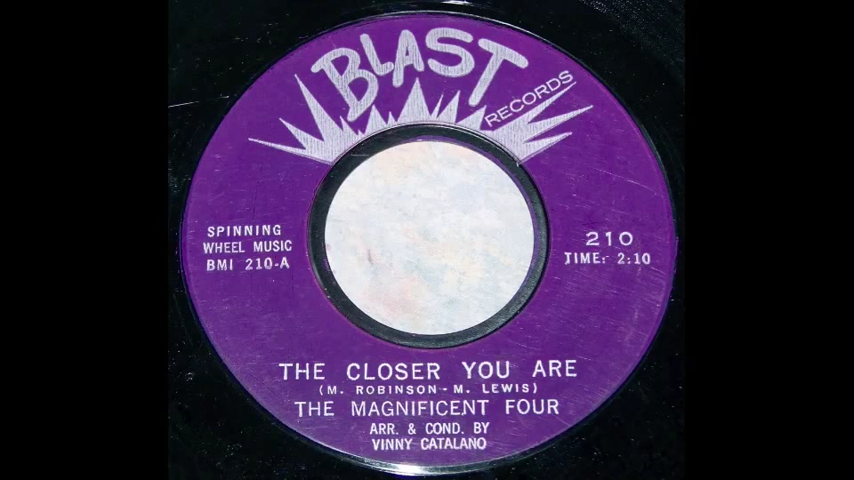 BLAST
RECORDS
SPINNING
WHEEL MUSIC
BMI 210-A
210
TIME: 2:10
THE CLOSER YOU ARE
(M. ROBINSON - M. LEWIS)
THE MAGNIFICENT FOUR
ARR. & COND. BY
VINNY CATALANO